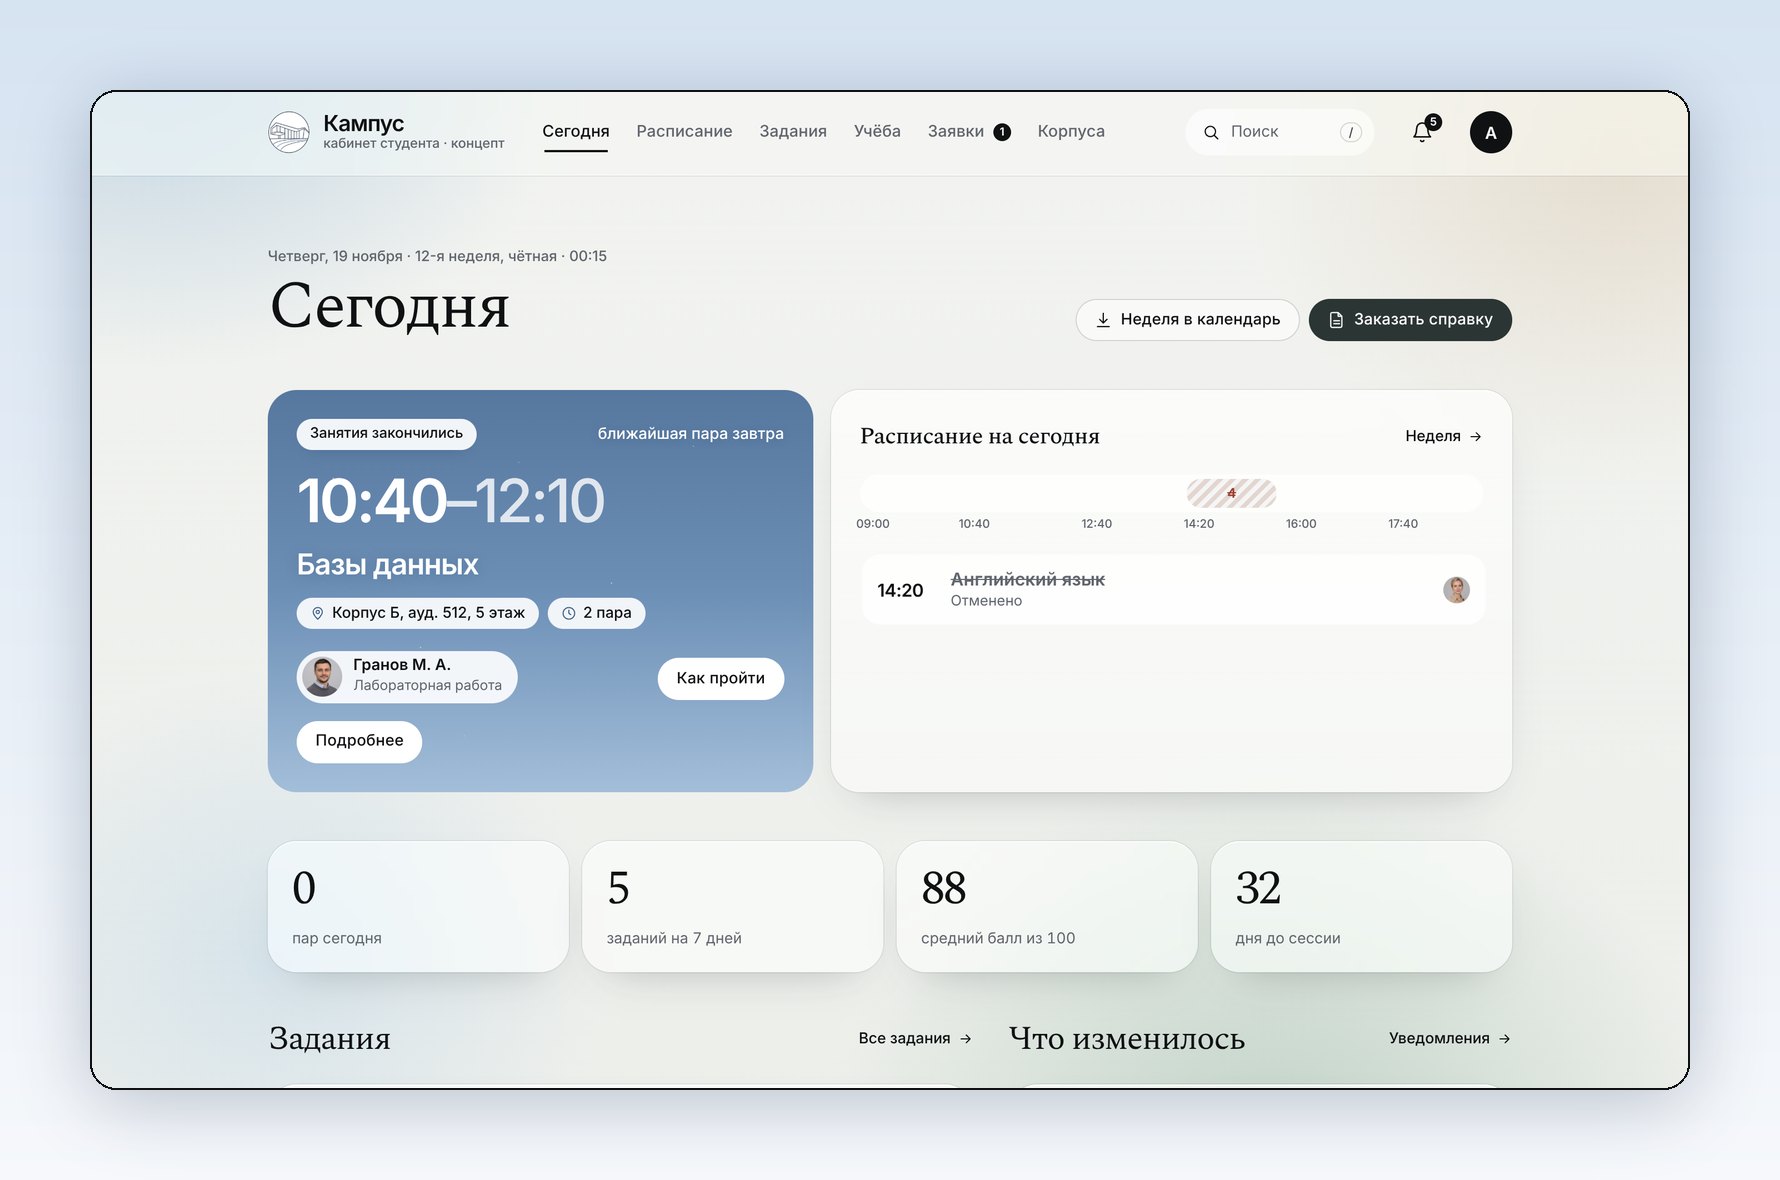 Кампус
кабинет студента · концепт
Сегодня
Расписание
Задания
Учёба
Заявки 1
Корпуса
Поиск /
5
А
Четверг, 19 ноября · 12-я неделя, чётная · 00:15
Сегодня
Неделя в календарь
Заказать справку
Занятия закончились
ближайшая пара завтра
10:40–12:10
Базы данных
Корпус Б, ауд. 512, 5 этаж
2 пара
Гранов М. А.
Лабораторная работа
Как пройти
Подробнее
Расписание на сегодня
Неделя →
4
09:00 10:40 12:40 14:20 16:00 17:40
14:20
Английский язык
Отменено
0
пар сегодня
5
заданий на 7 дней
88
средний балл из 100
32
дня до сессии
Задания
Все задания →
Что изменилось
Уведомления →